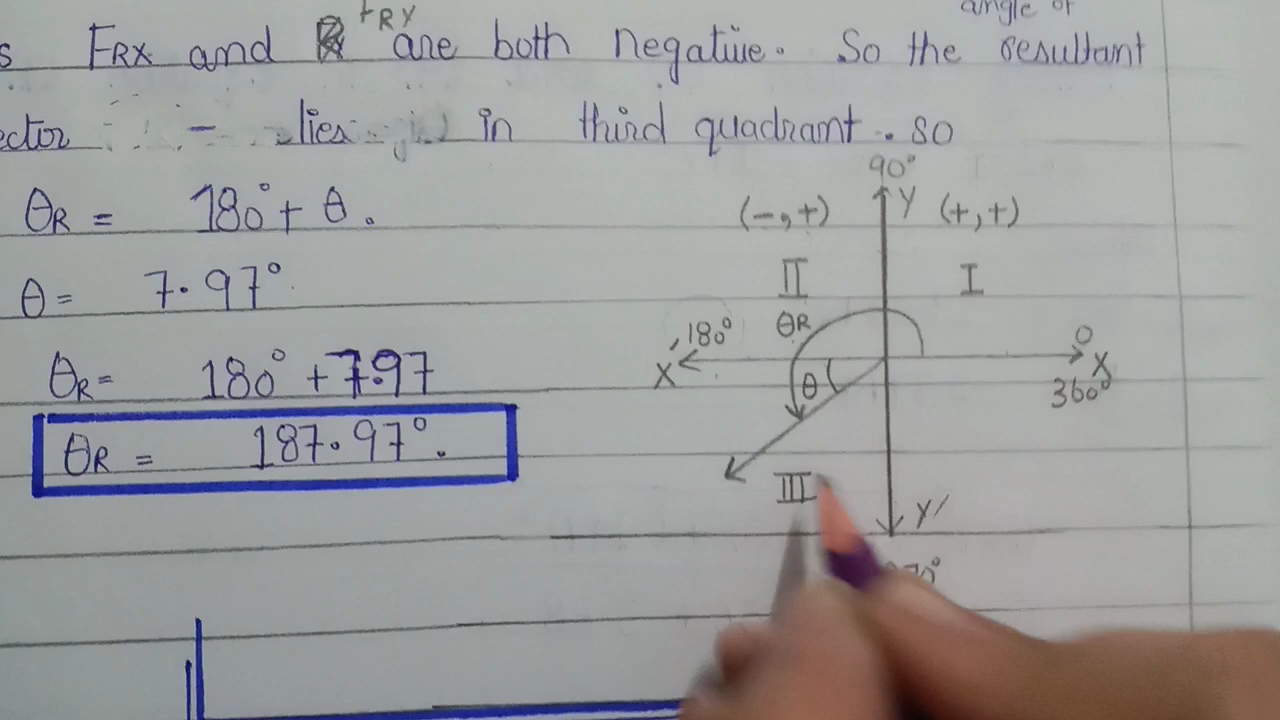 angle of
s FRX and FRY are both negative. So the resultant
ector lies in third quadrant. so
θR = 180° + θ.
θ = 7.97°
θR = 180° + 7.97
θR = 187.97°.
90°
Y
(-,+) (+,+)
II I
θR
180°
X'
θ
0
X
360°
III
Y'